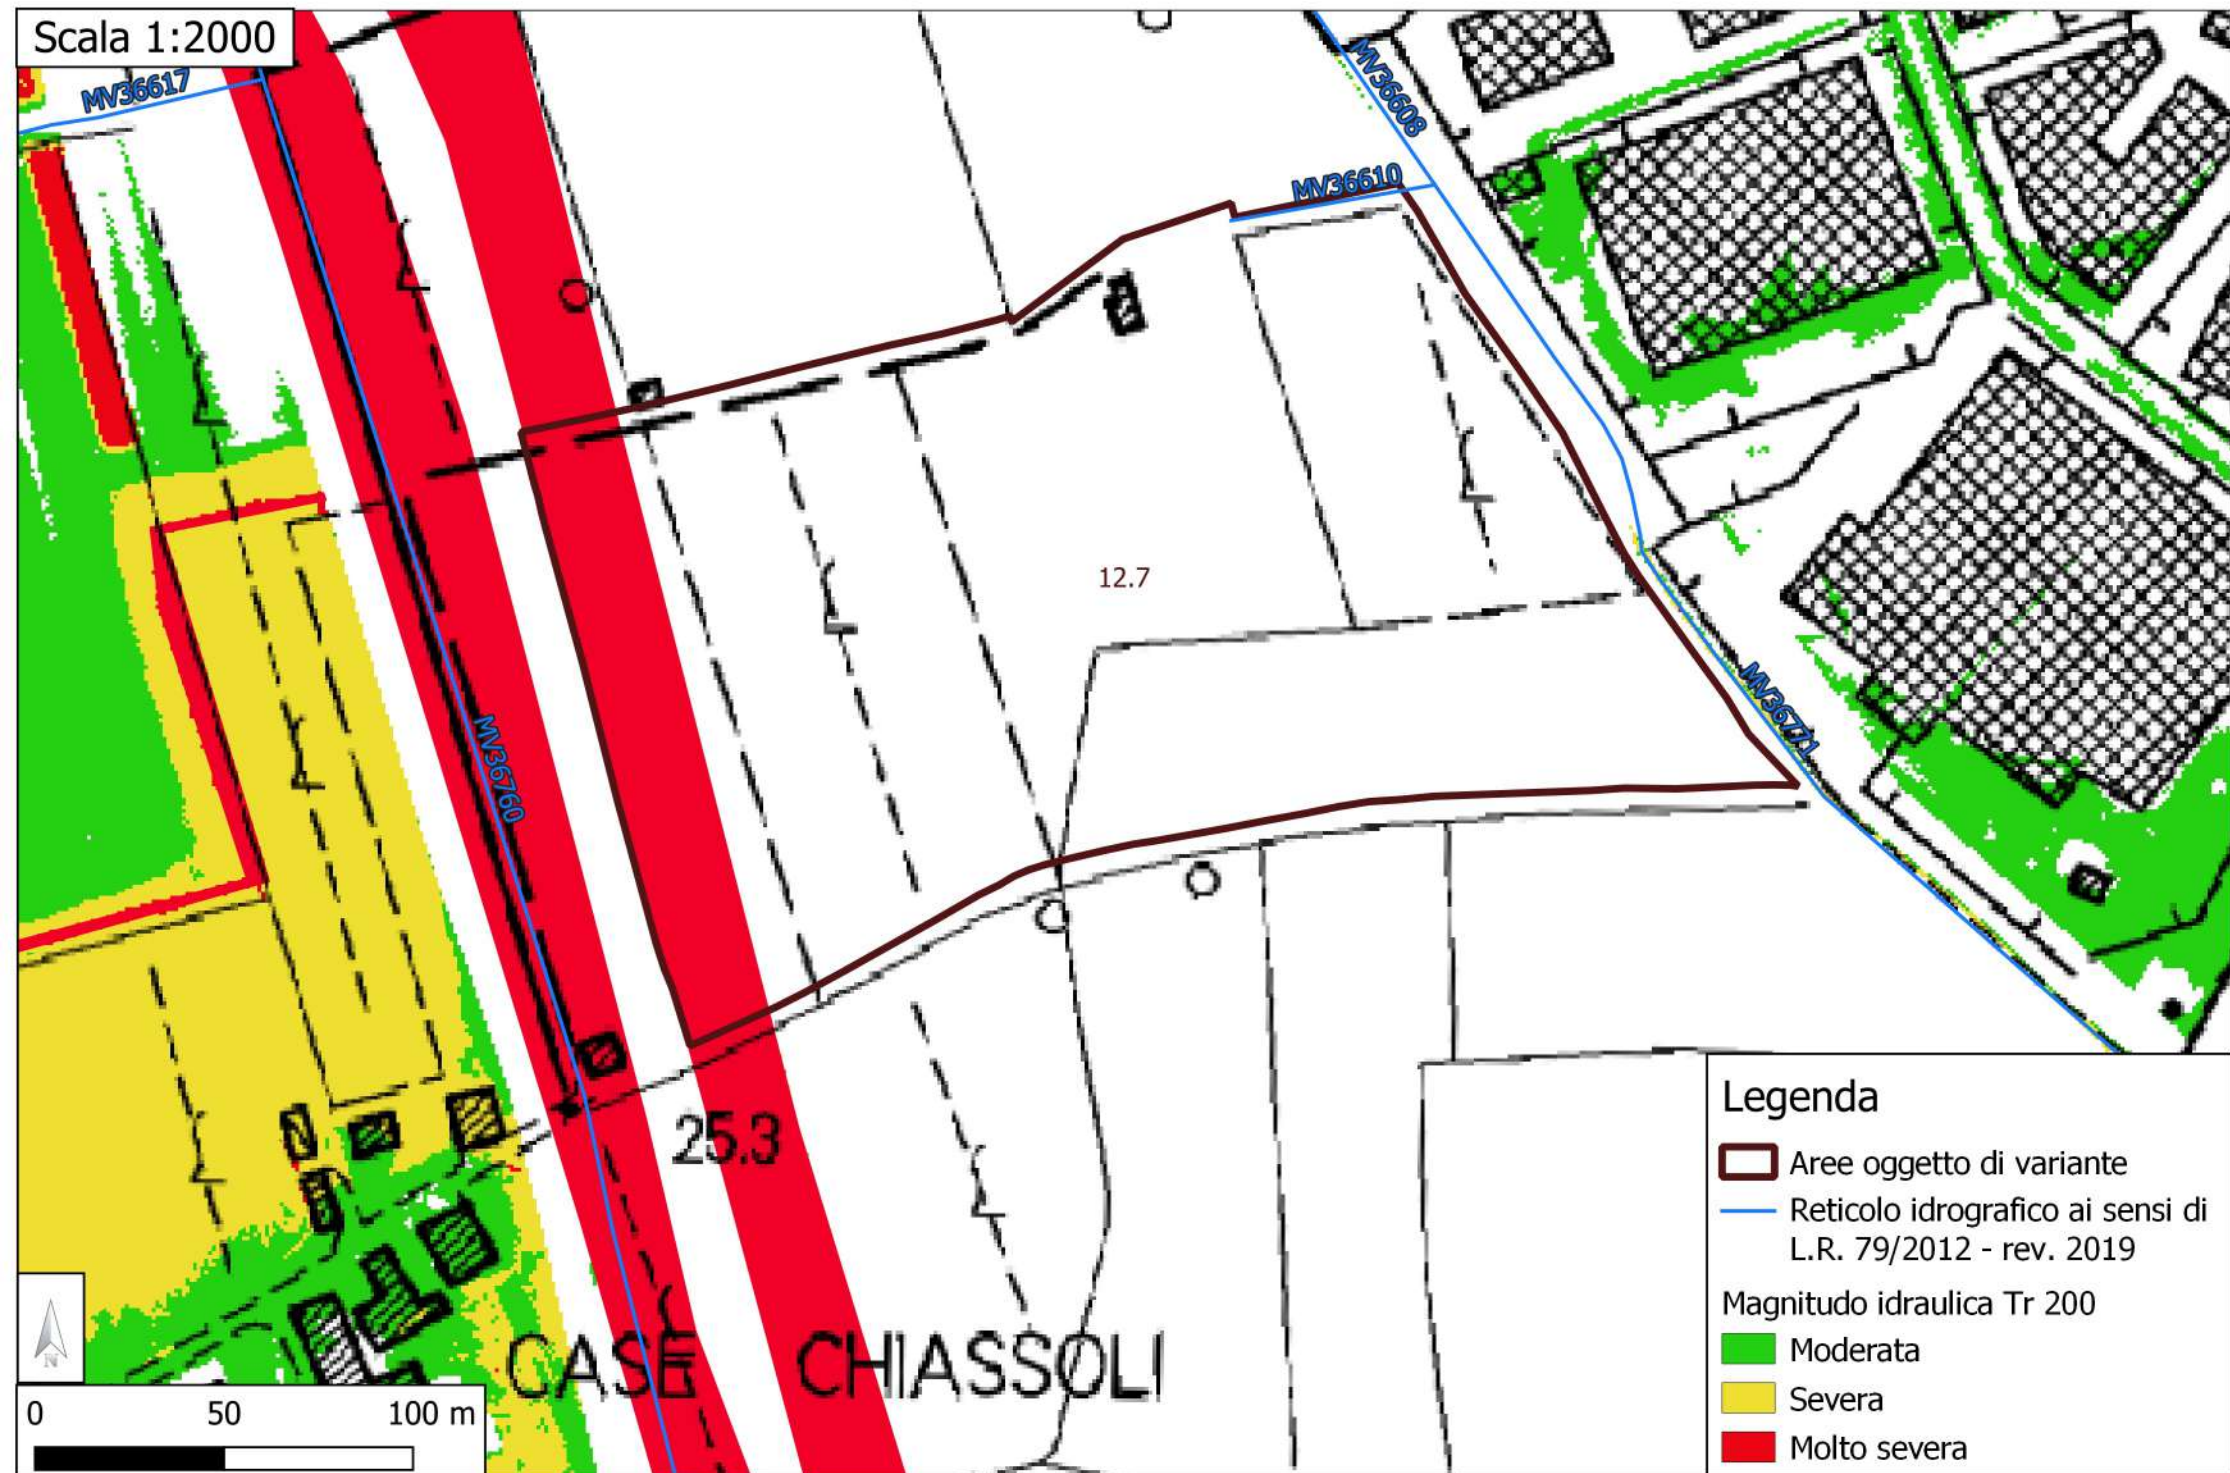 Scala 1:2000
MV36617
MV36608
MV36610
12.7
MV36771
MV36760
25.3
CASE CHIASSOLI
N
0 50 100 m
Legenda
Aree oggetto di variante
Reticolo idrografico ai sensi di
L.R. 79/2012 - rev. 2019
Magnitudo idraulica Tr 200
Moderata
Severa
Molto severa